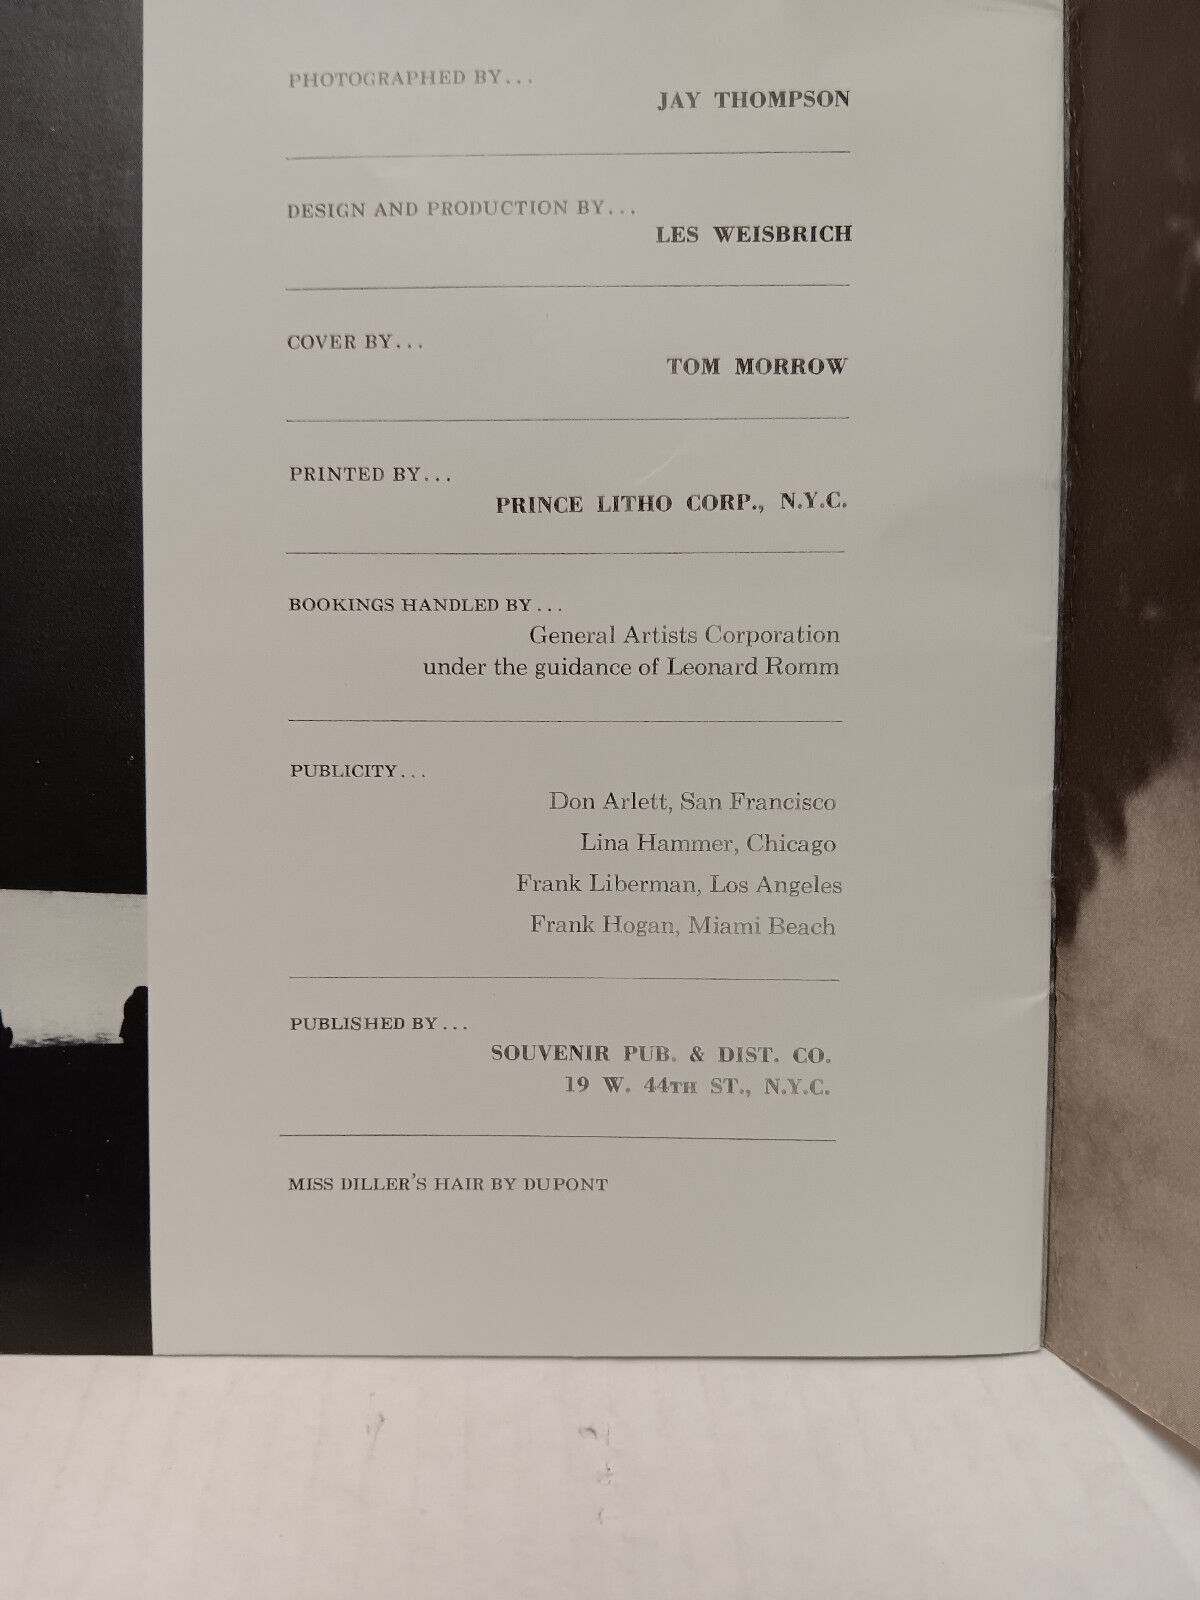 PHOTOGRAPHED BY...
JAY THOMPSON
DESIGN AND PRODUCTION BY...
LES WEISBRICH
COVER BY...
TOM MORROW
PRINTED BY...
PRINCE LITHO CORP., N.Y.C.
BOOKINGS HANDLED BY...
General Artists Corporation
under the guidance of Leonard Romm
PUBLICITY...
Don Arlett, San Francisco
Lina Hammer, Chicago
Frank Liberman, Los Angeles
Frank Hogan, Miami Beach
PUBLISHED BY...
SOUVENIR PUB. & DIST. CO.
19 W. 44TH ST., N.Y.C.
MISS DILLER'S HAIR BY DUPONT